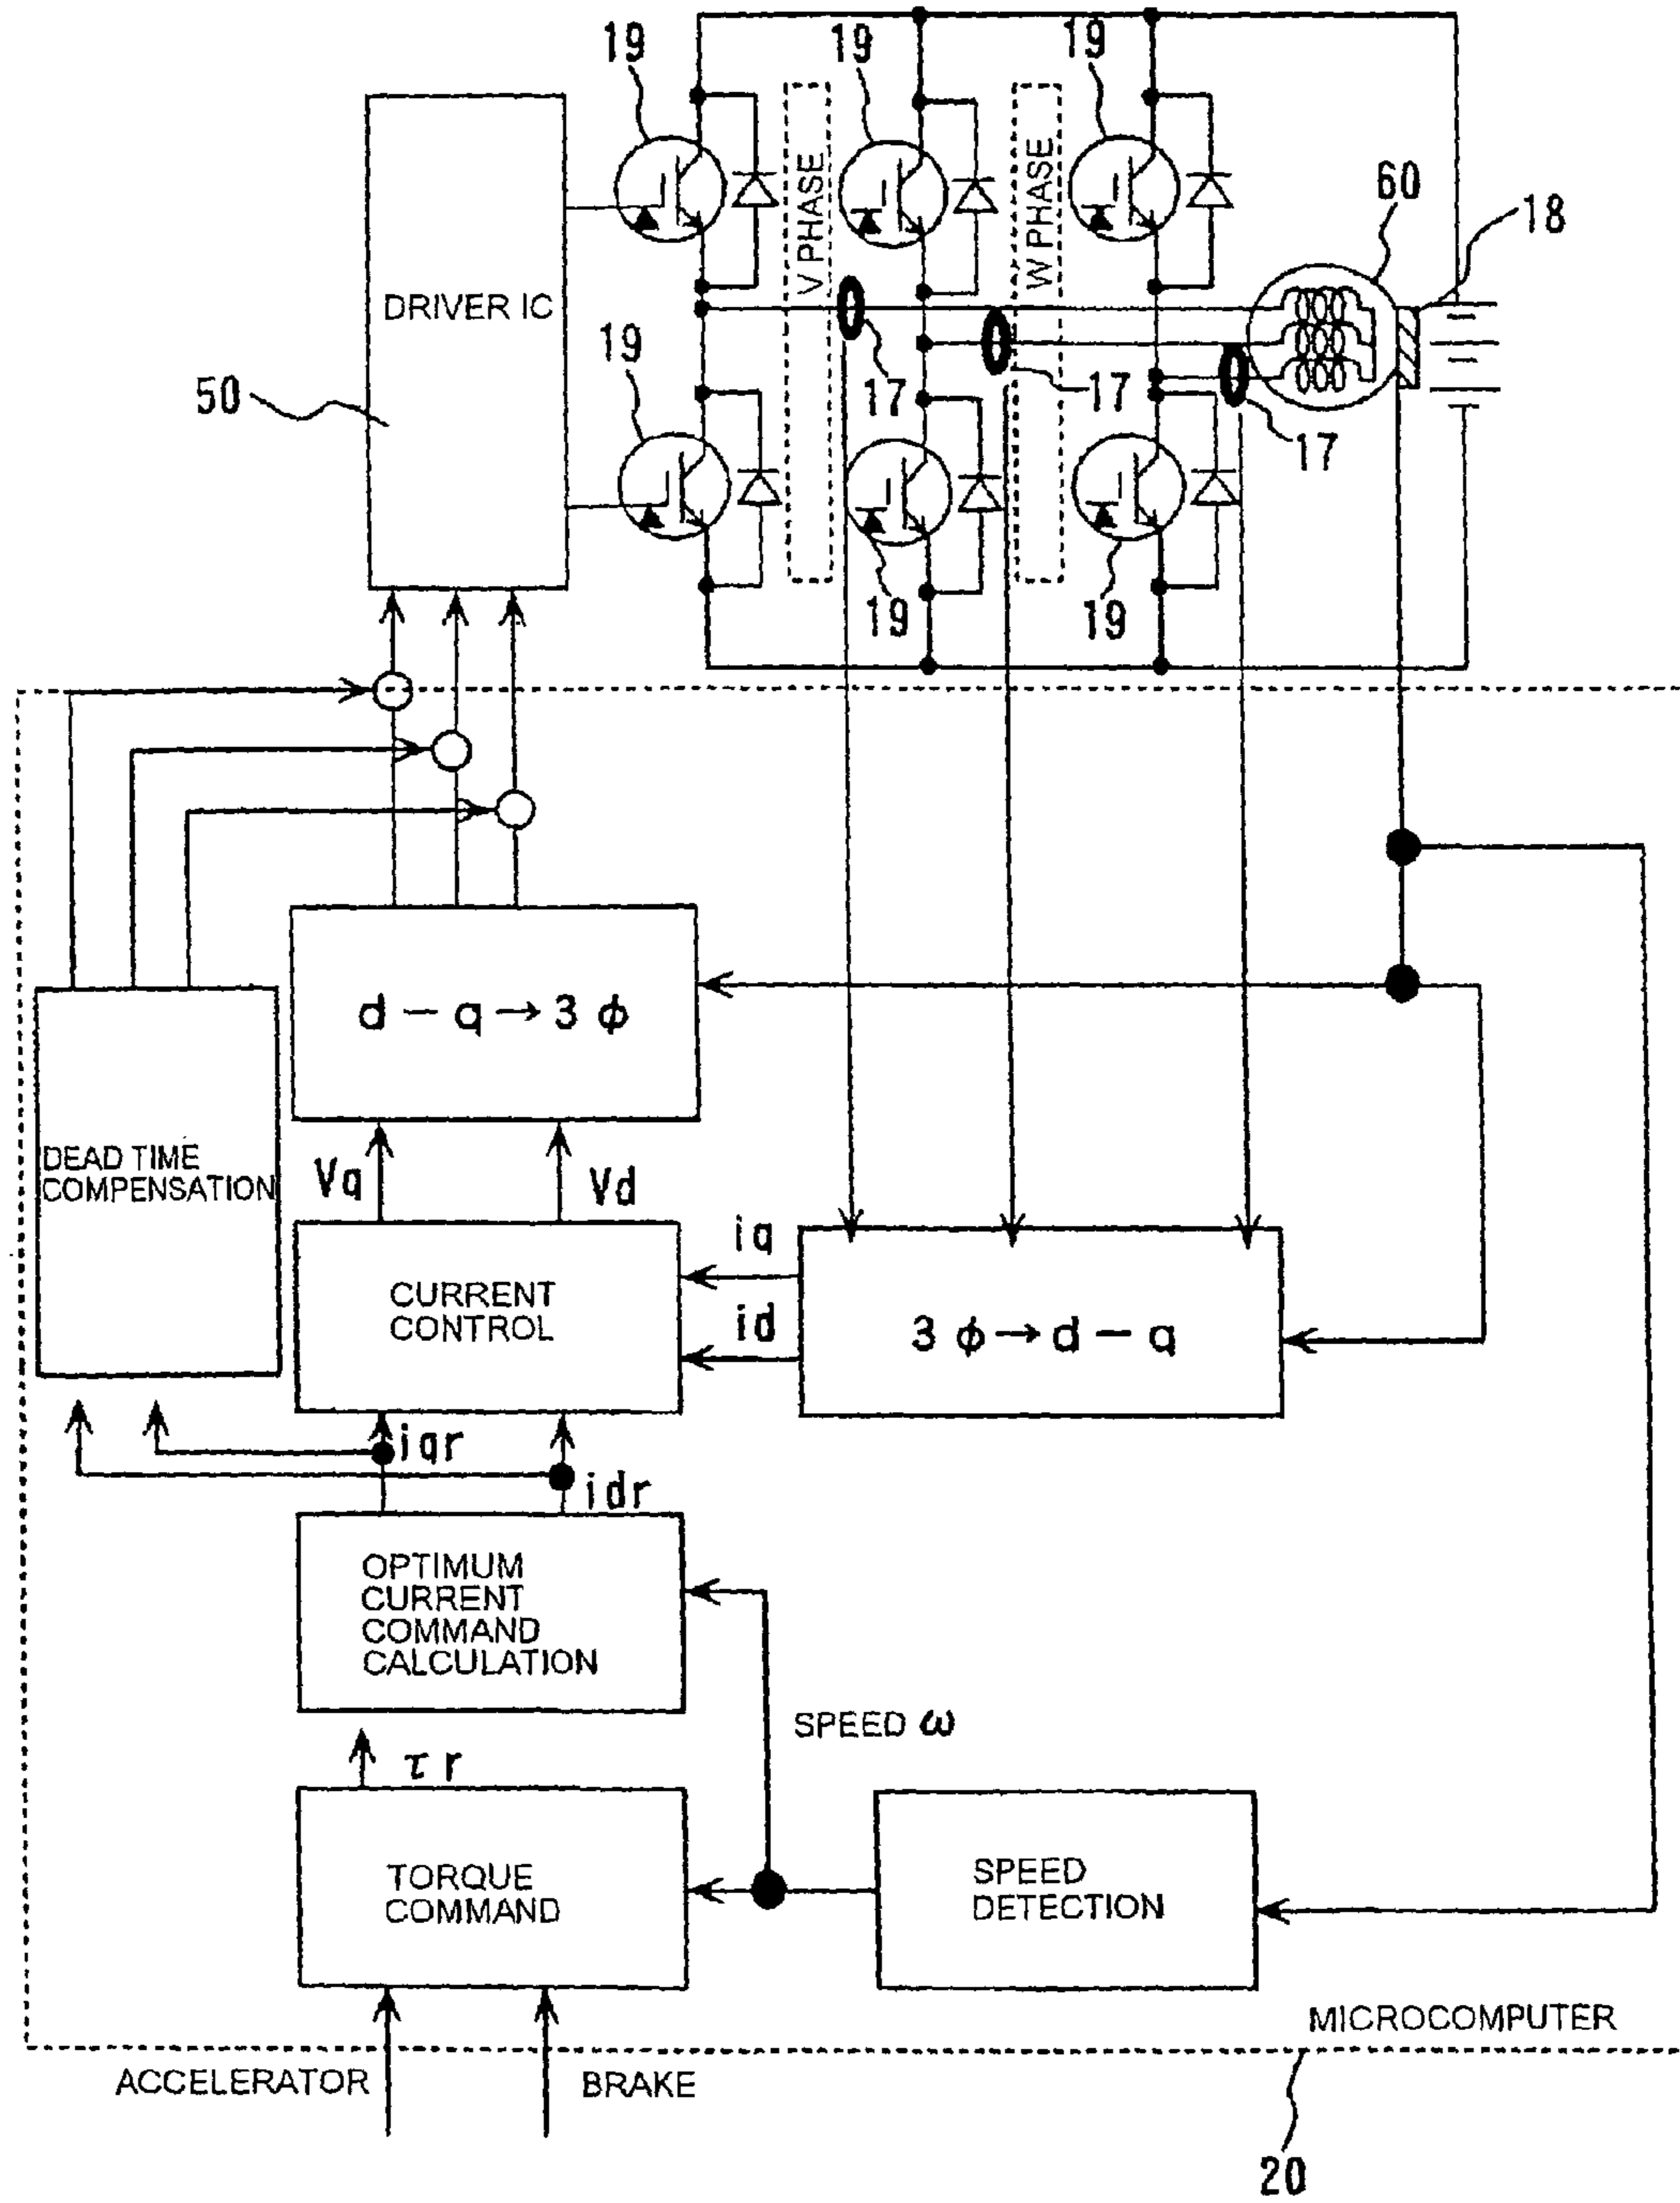 19
19
19
DRIVER IC
V PHASE
W PHASE
60
18
50
19
17
17
17
19
19
d - q → 3 ϕ
DEAD TIME
COMPENSATION
Vq
Vd
CURRENT
CONTROL
iq
id
3 ϕ → d - q
iqr
idr
OPTIMUM
CURRENT
COMMAND
CALCULATION
SPEED ω
τr
TORQUE
COMMAND
SPEED
DETECTION
MICROCOMPUTER
ACCELERATOR
BRAKE
20